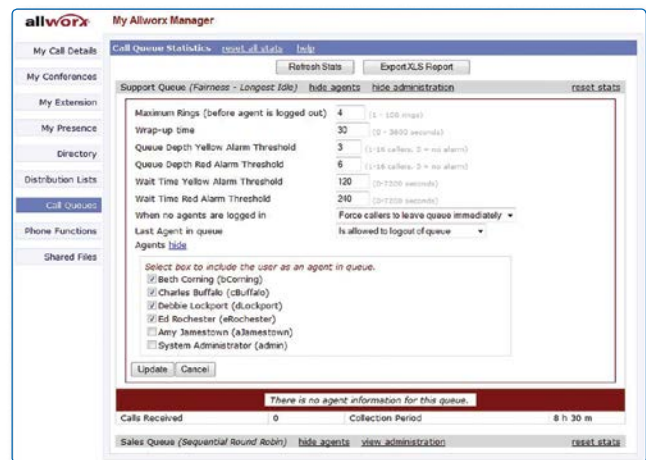 allworx My Allworx Manager
My Call Details
My Conferences
My Extension
My Presence
Directory
Distribution Lists
Call Queues
Phone Functions
Shared Files
Call Queue Statistics reset all stats help
Refresh Stats Export XLS Report
Support Queue (Fairness - Longest Idle) hide agents hide administration reset stats
Maximum Rings (before agent is logged out) 4 (1 - 100 rings)
Wrap-up time 30 (0 - 3600 seconds)
Queue Depth Yellow Alarm Threshold 3 (1-16 callers, = no alarm)
Queue Depth Red Alarm Threshold 6 (1-16 callers, = no alarm)
Wait Time Yellow Alarm Threshold 120 (0-7200 seconds)
Wait Time Red Alarm Threshold 240 (0-7200 seconds)
When no agents are logged in Force callers to leave queue immediately
Last Agent in queue Is allowed to logout of queue
Agents hide
Select box to include the user as an agent in queue.
Beth Corning (bCorning)
Charles Buffalo (cBuffalo)
Debbie Lockport (dLockport)
Ed Rochester (eRochester)
Amy Jamestown (aJamestown)
System Administrator (admin)
Update Cancel
There is no agent information for this queue.
Calls Received 0 Collection Period 8 h 30 m
Sales Queue (Sequential Round Robin) hide agents view administration reset stats